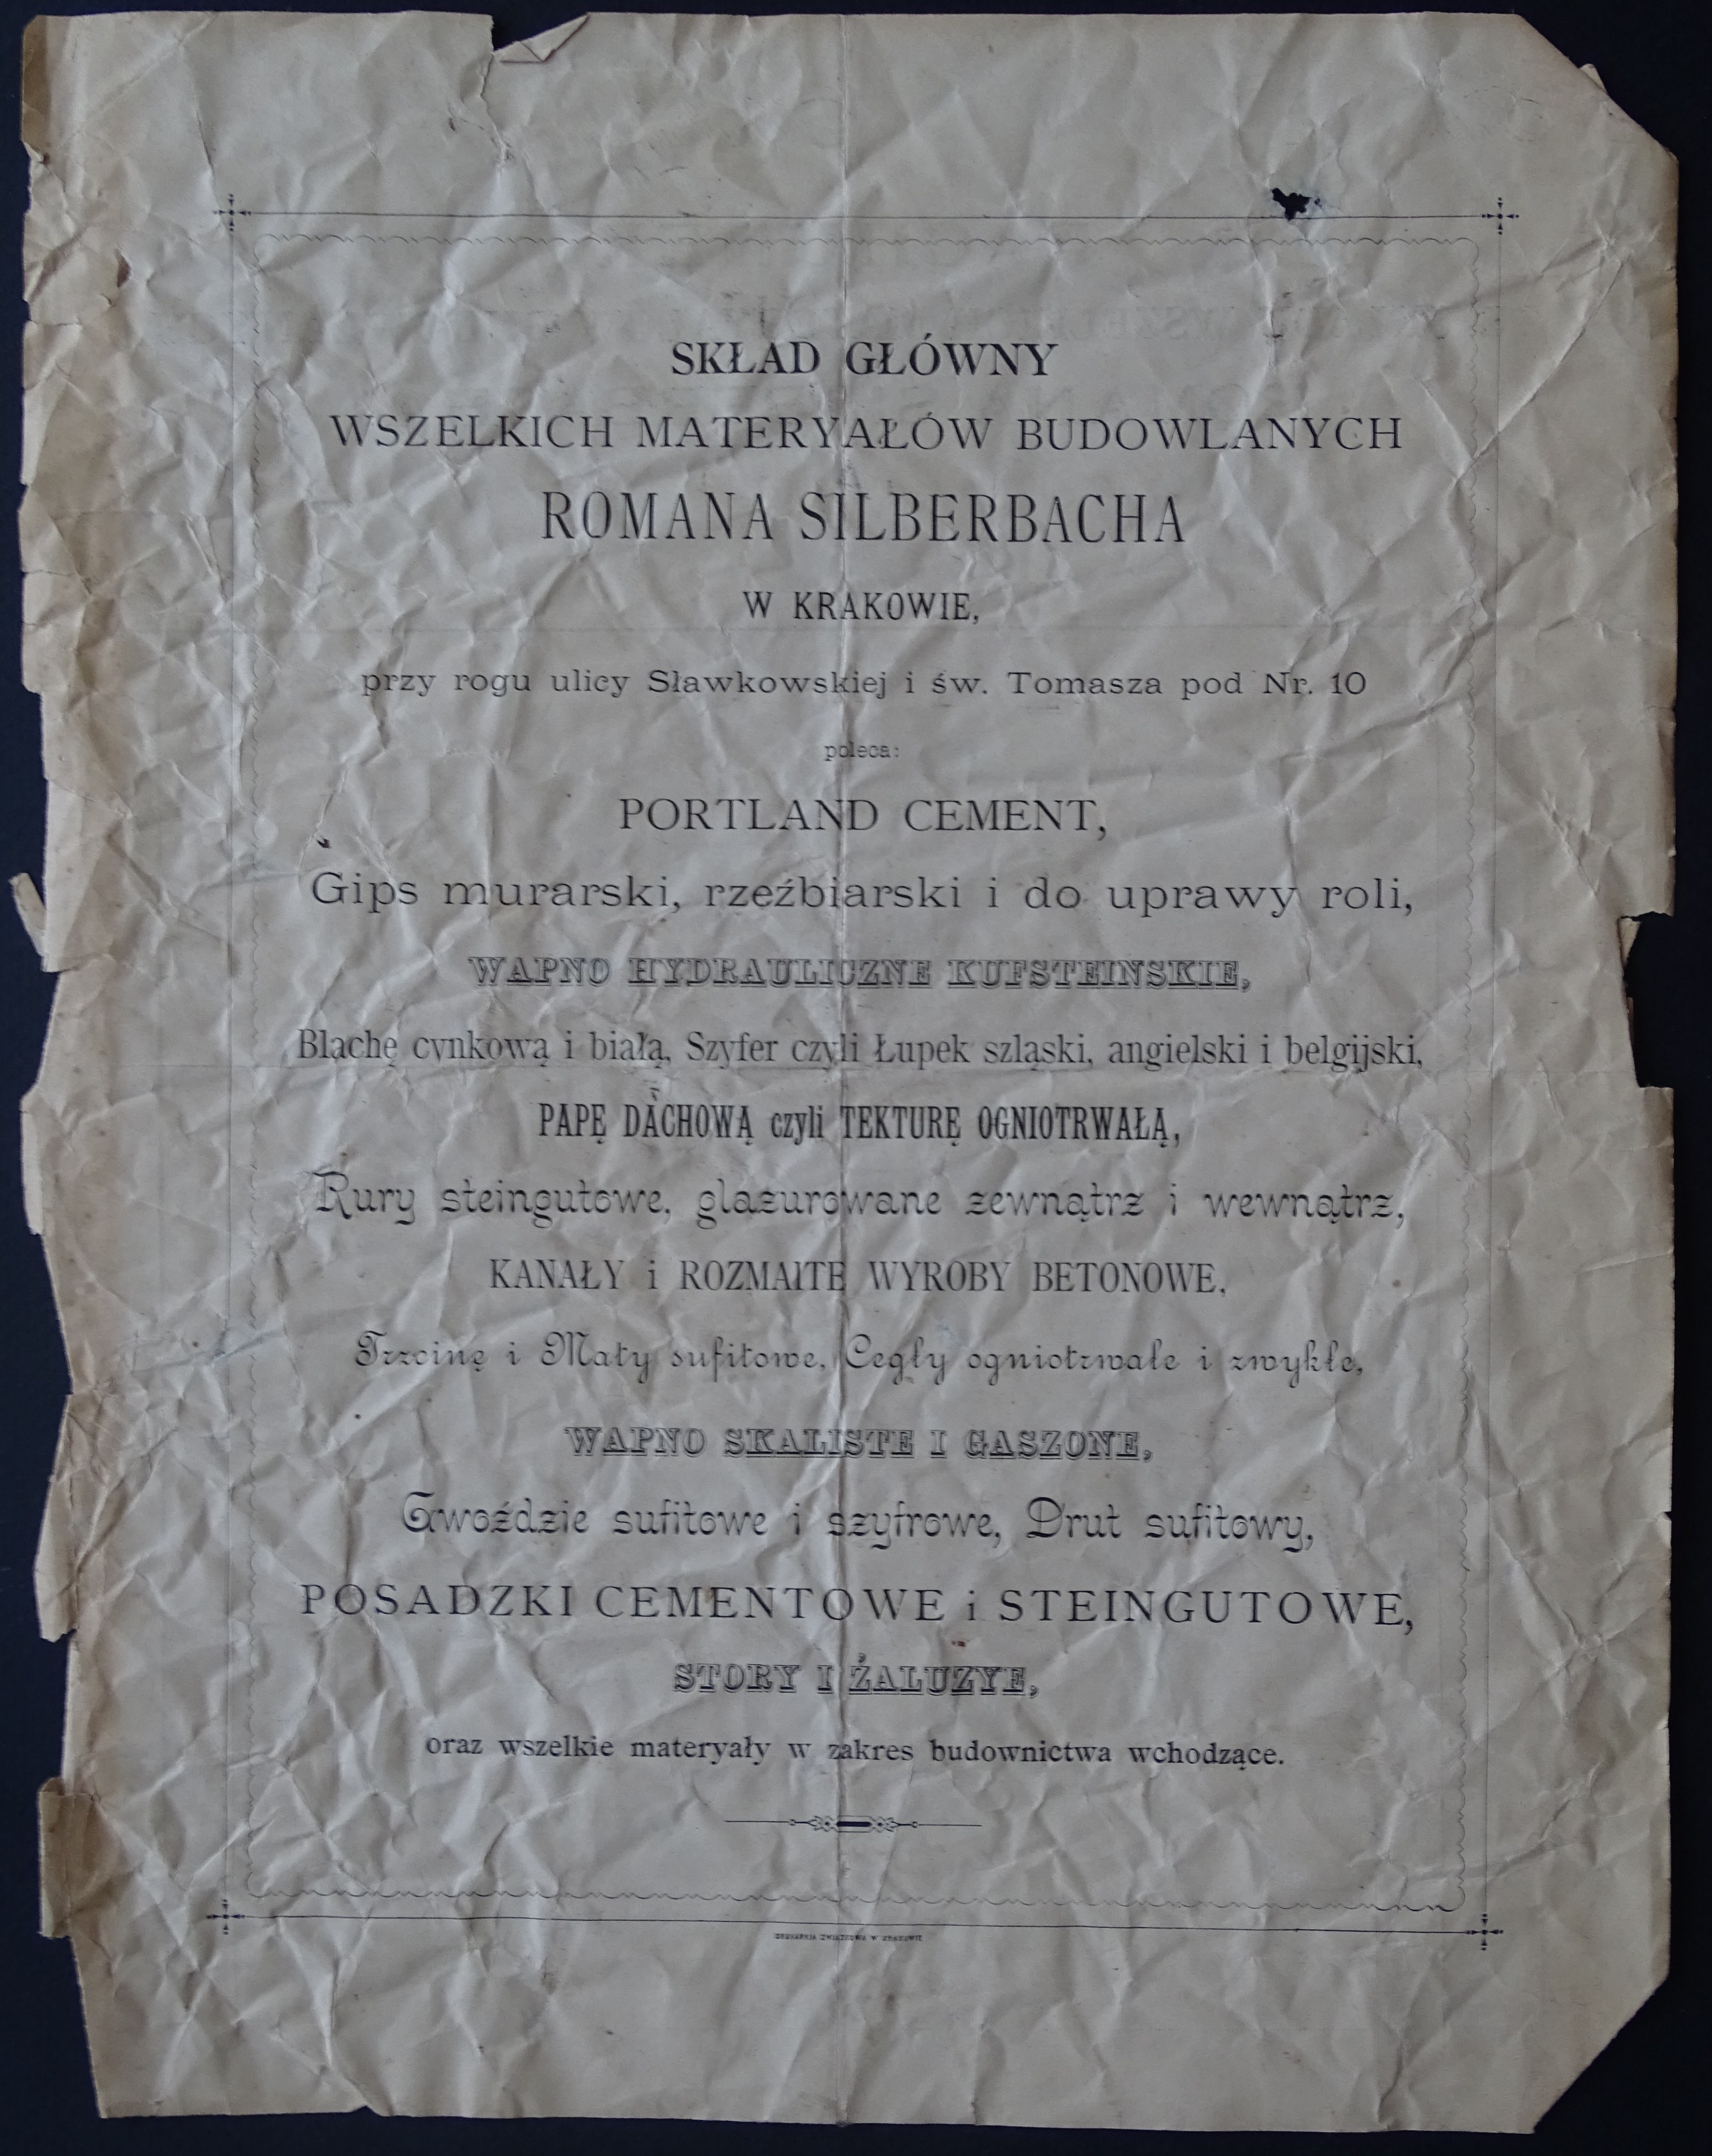 SKŁAD GŁÓWNY
WSZELKICH MATERYAŁÓW BUDOWLANYCH
ROMANA SILBERBACHA
W KRAKOWIE,
przy rogu ulicy Sławkowskiej i św. Tomasza pod Nr. 10
poleca:
PORTLAND CEMENT,
Gips murarski, rzeźbiarski i do uprawy roli,
WAPNO HYDRAULICZNE KUFSTEINSKIE,
Blachę cynkową i białą, Szyfer czyli Łupek szląski, angielski i belgijski,
PAPĘ DACHOWĄ czyli TEKTURĘ OGNIOTRWAŁĄ,
Rury steingutowe, glazurowane zewnątrz i wewnątrz,
KANAŁY i ROZMAITE WYROBY BETONOWE,
Trzcinę i Maty sufitowe, Cegły ogniotrwałe i zwykłe,
WAPNO SKALISTE I GASZONE,
Gwoździe sufitowe i szyfrowe, Drut sufitowy,
POSADZKI CEMENTOWE i STEINGUTOWE,
STORY I ŻALUZYE,
oraz wszelkie materyały w zakres budownictwa wchodzące.
DRUKARNIA ZWIĄZKOWA W KRAKOWIE